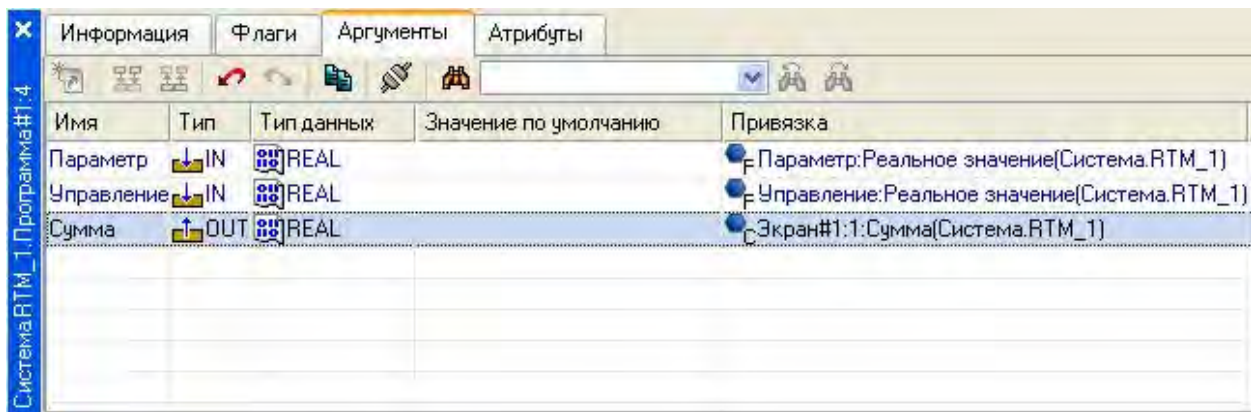 Информация Флаги Аргументы Атрибуты
Имя Тип Тип данных Значение по умолчанию Привязка
Параметр IN REAL F Параметр:Реальное значение(Система.RTM_1)
Управление IN REAL F Управление:Реальное значение(Система.RTM_1)
Сумма OUT REAL C Экран#1:1:Сумма(Система.RTM_1)
Система.RTM_1.Программа#1:4